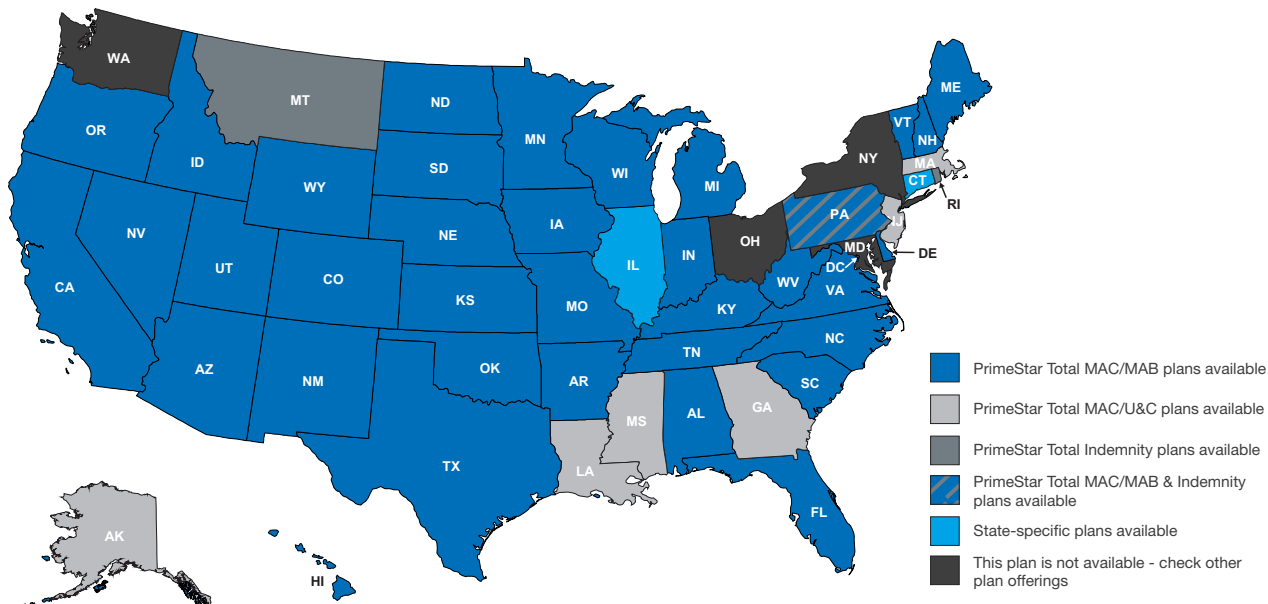 WA
MT
ND
MN
ME
VT
NH
OR
ID
WY
SD
WI
MI
NY
MA
CT
RI
NV
UT
CO
NE
IA
IL
IN
OH
PA
NJ
MD
DE
DC
CA
KS
MO
KY
WV
VA
AZ
NM
OK
AR
TN
NC
SC
TX
LA
MS
AL
GA
FL
AK
HI
PrimeStar Total MAC/MAB plans available
PrimeStar Total MAC/U&C plans available
PrimeStar Total Indemnity plans available
PrimeStar Total MAC/MAB & Indemnity
plans available
State-specific plans available
This plan is not available - check other
plan offerings